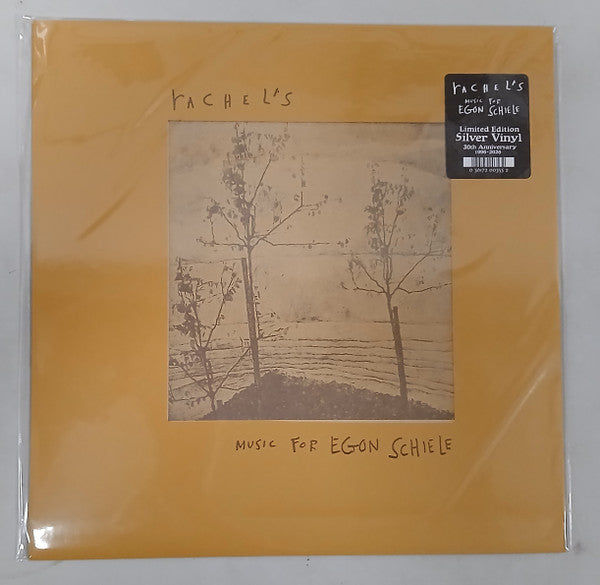 rACHEL'S
MUSIC FOR EGON SCHIELE
rACHEL'S
MUSIC FOR
EGON SCHIELE
Limited Edition
Silver Vinyl
30th Anniversary
1996-2026